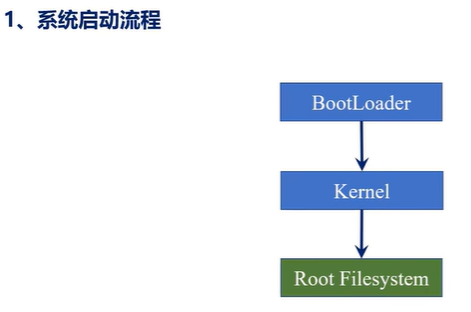 1、系统启动流程
BootLoader
Kernel
Root Filesystem